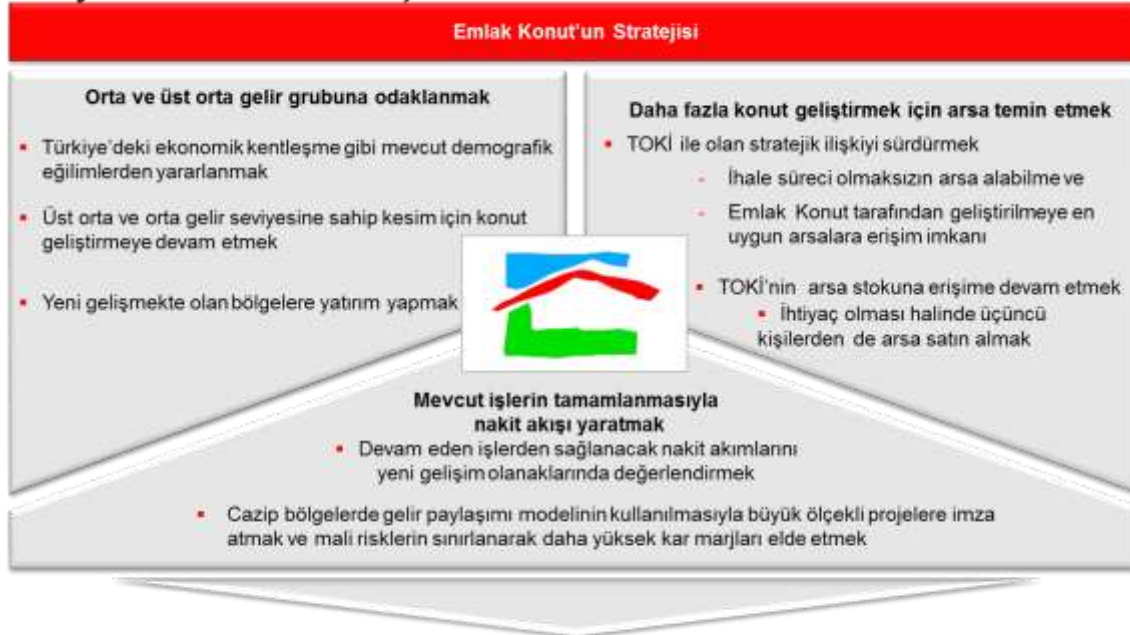 Emlak Konut'un Stratejisi
Orta ve üst orta gelir grubuna odaklanmak
▪ Türkiye'deki ekonomik kentleşme gibi mevcut demografik
eğilimlerden yararlanmak
▪ Üst orta ve orta gelir seviyesine sahip kesim için konut
geliştirmeye devam etmek
▪ Yeni gelişmekte olan bölgelere yatırım yapmak
Daha fazla konut geliştirmek için arsa temin etmek
▪ TOKİ ile olan stratejik ilişkiyi sürdürmek
- İhale süreci olmaksızın arsa alabilme ve
- Emlak Konut tarafından geliştirilmeye en
uygun arsalara erişim imkanı
▪ TOKİ'nin arsa stokuna erişime devam etmek
▪ İhtiyaç olması halinde üçüncü
kişilerden de arsa satın almak
Mevcut işlerin tamamlanmasıyla
nakit akışı yaratmak
▪ Devam eden işlerden sağlanacak nakit akımlarını
yeni gelişim olanaklarında değerlendirmek
▪ Cazip bölgelerde gelir paylaşımı modelinin kullanılmasıyla büyük ölçekli projelere imza
atmak ve mali risklerin sınırlanarak daha yüksek kar marjları elde etmek